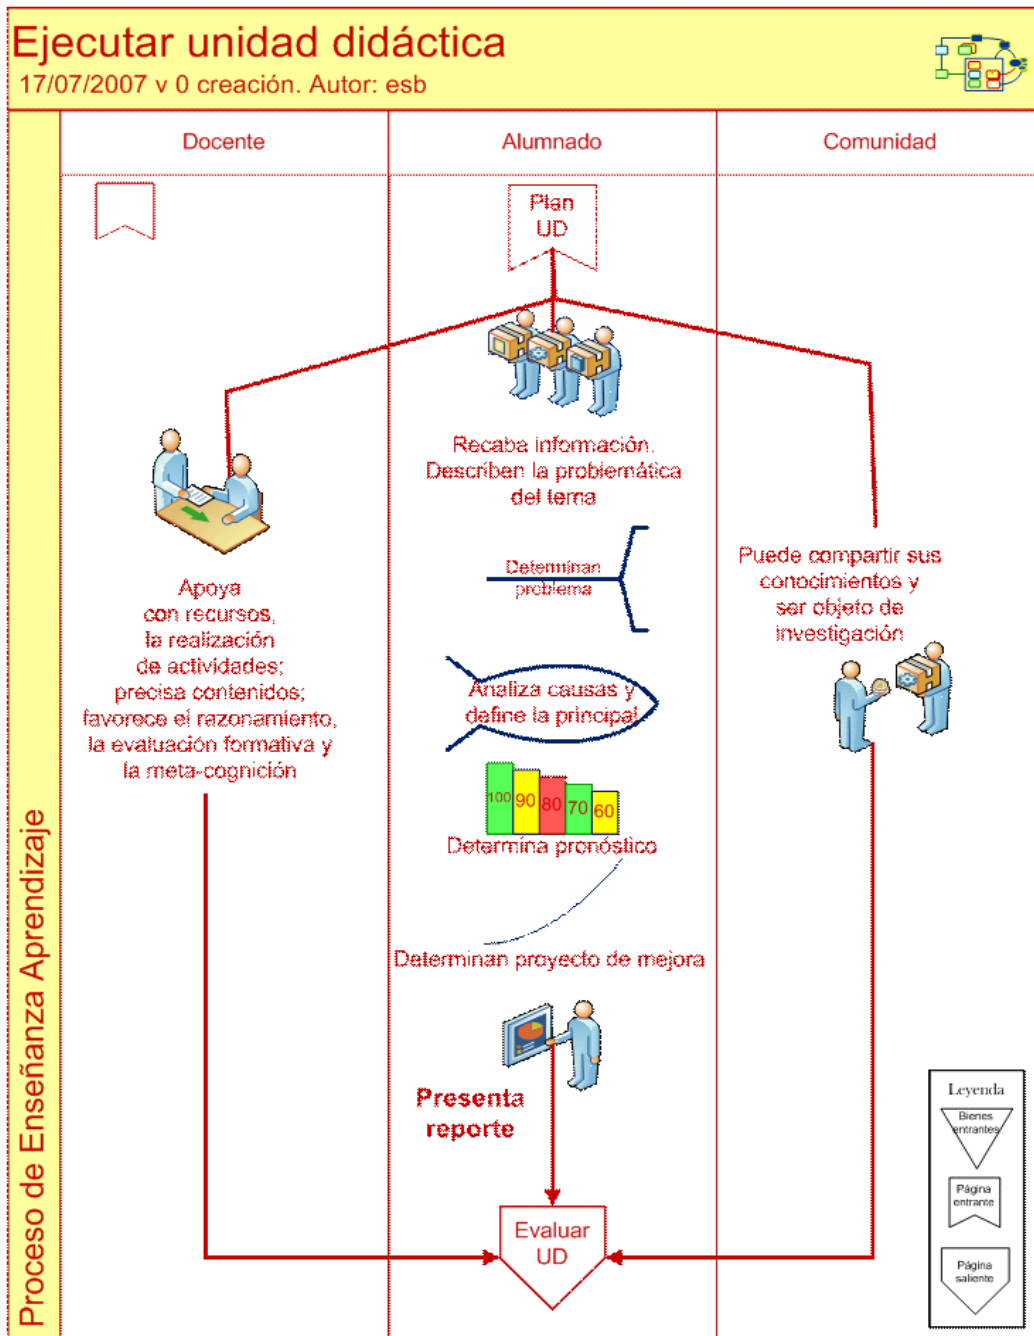 Ejecutar unidad didáctica
17/07/2007 v 0 creación. Autor: esb
Proceso de Enseñanza Aprendizaje
Docente
Alumnado
Comunidad
Plan
UD
Recaba información.
Describen la problemática
del tema
Determinan
problema
Analiza causas y
define la principal
100 90 80 70 60
Determina pronóstico
Determinan proyecto de mejora
Presenta
reporte
Evaluar
UD
Apoya
con recursos,
la realización
de actividades;
precisa contenidos;
favorece el razonamiento,
la evaluación formativa y
la meta-cognición
Puede compartir sus
conocimientos y
ser objeto de
investigación
Leyenda
Bienes
entrantes
Página
entrante
Página
saliente